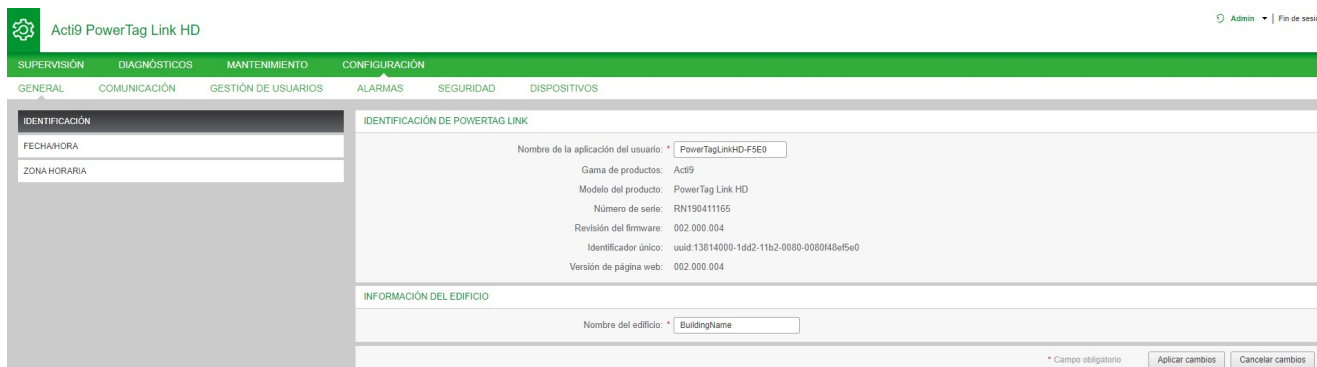 Acti9 PowerTag Link HD
Admin | Fin de sesió
SUPERVISIÓN DIAGNÓSTICOS MANTENIMIENTO CONFIGURACIÓN
GENERAL COMUNICACIÓN GESTIÓN DE USUARIOS ALARMAS SEGURIDAD DISPOSITIVOS
IDENTIFICACIÓN
FECHA/HORA
ZONA HORARIA
IDENTIFICACIÓN DE POWERTAG LINK
Nombre de la aplicación del usuario: * PowerTagLinkHD-F5E0
Gama de productos: Acti9
Modelo del producto: PowerTag Link HD
Número de serie: RN190411165
Revisión del firmware: 002.000.004
Identificador único: uuid:13814000-1dd2-11b2-0080-0080f48ef5e0
Versión de página web: 002.000.004
INFORMACIÓN DEL EDIFICIO
Nombre del edificio: * BuildingName
* Campo obligatorio Aplicar cambios Cancelar cambios